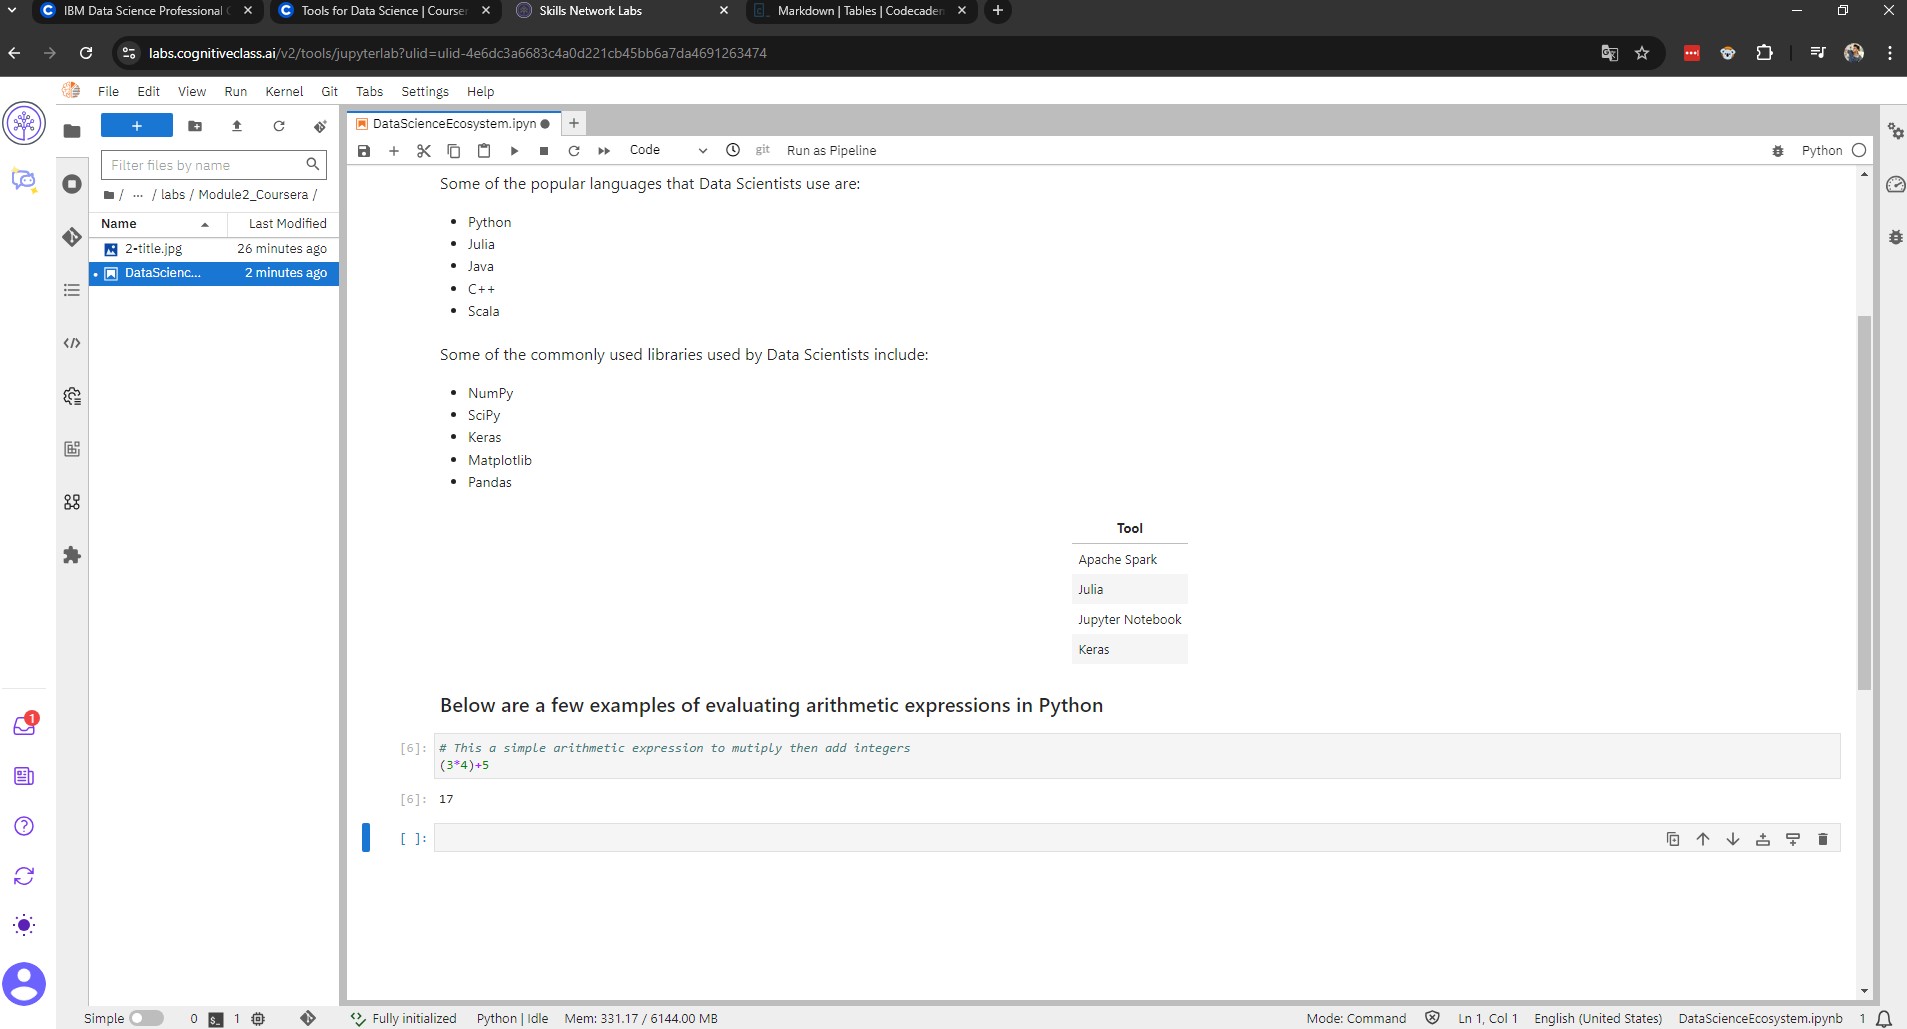 IBM Data Science Professional
Tools for Data Science | Courser
Skills Network Labs
Markdown | Tables | Codecaden
labs.cognitiveclass.ai/v2/tools/jupyterlab?ulid=ulid-4e6dc3a6683c4a0d221cb45bb6a7da4691263474
File Edit View Run Kernel Git Tabs Settings Help
DataScienceEcosystem.ipyn
Filter files by name
Code
git
Run as Pipeline
Python
/ ... / labs / Module2_Coursera /
Name Last Modified
2-title.jpg 26 minutes ago
DataScienc... 2 minutes ago
Some of the popular languages that Data Scientists use are:
• Python
• Julia
• Java
• C++
• Scala
Some of the commonly used libraries used by Data Scientists include:
• NumPy
• SciPy
• Keras
• Matplotlib
• Pandas
Tool
Apache Spark
Julia
Jupyter Notebook
Keras
Below are a few examples of evaluating arithmetic expressions in Python
[6]: # This a simple arithmetic expression to mutiply then add integers
(3*4)+5
[6]: 17
[ ]:
1
Simple 0 $_ 1 Fully initialized Python | Idle Mem: 331.17 / 6144.00 MB Mode: Command Ln 1, Col 1 English (United States) DataScienceEcosystem.ipynb 1